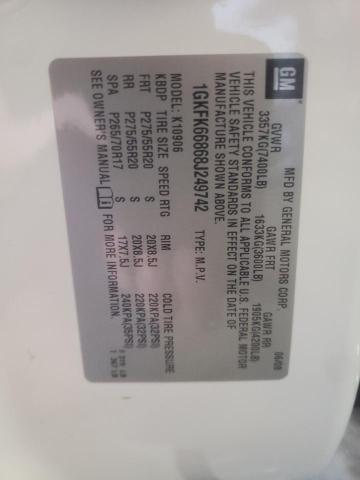 GM
MFD BY GENERAL MOTORS CORP
06/08
GVWR GAWR FRT GAWR RR
3357KG(7400LB) 1633KG(3600LB) 1905KG(4200LB)
THIS VEHICLE CONFORMS TO ALL APPLICABLE U.S. FEDERAL MOTOR
VEHICLE SAFETY STANDARDS IN EFFECT ON THE DATE OF
MANUFACTURE SHOWN ABOVE.
1GKFK66868J249742 TYPE: M.P.V.
MODEL: K10906
KBDP TIRE SIZE SPEED RTG RIM COLD TIRE PRESSURE
FRT P275/55R20 S 20X8.5J 220KPA(32PSI)
RR P275/55R20 S 20X8.5J 220KPA(32PSI)
SPA P265/70R17 S 17X7.5J 240KPA(35PSI)
SEE OWNER'S MANUAL i FOR MORE INFORMATION.